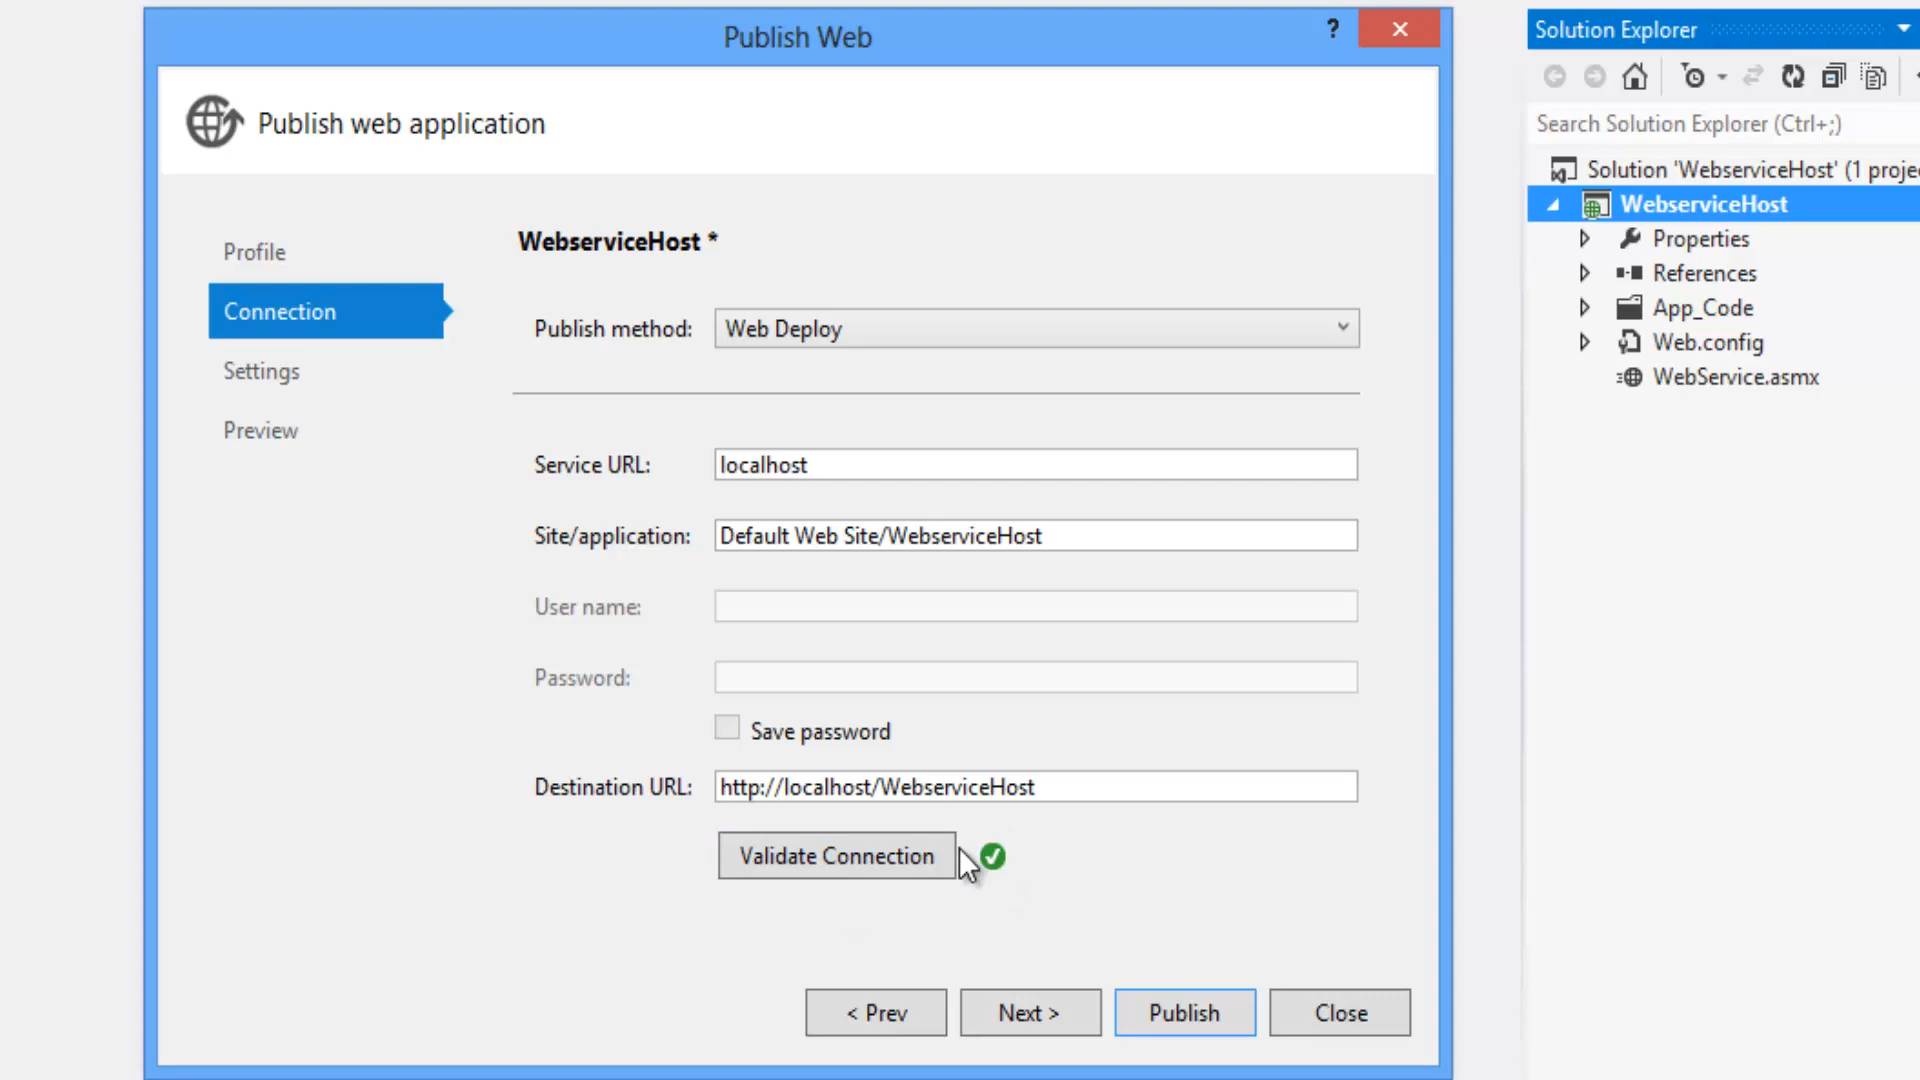 Publish Web
?
Publish web application
Profile
Connection
Settings
Preview
WebserviceHost *
Publish method:
Web Deploy
Service URL:
localhost
Site/application:
Default Web Site/WebserviceHost
User name:
Password:
Save password
Destination URL:
http://localhost/WebserviceHost
Validate Connection
< Prev
Next >
Publish
Close
Solution Explorer
Search Solution Explorer (Ctrl+;)
Solution 'WebserviceHost' (1 proje
WebserviceHost
Properties
References
App_Code
Web.config
WebService.asmx